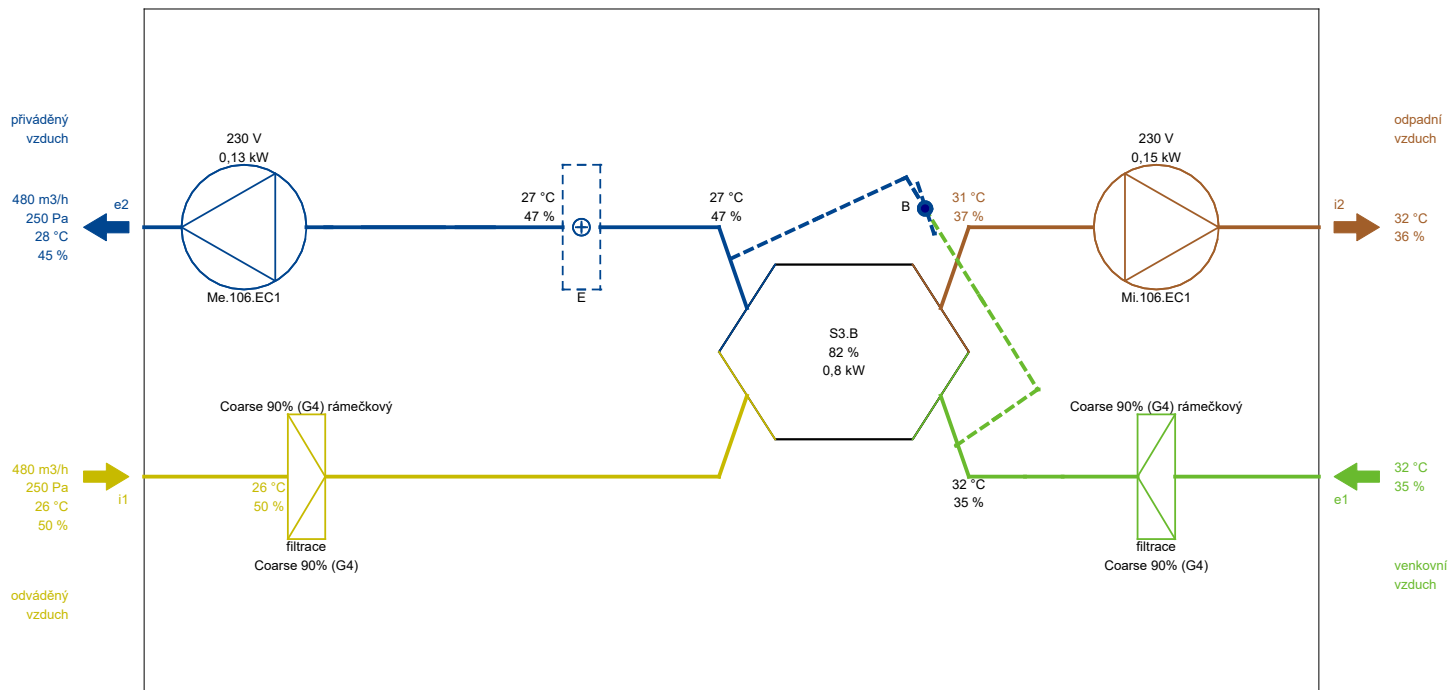 přiváděný
vzduch
230 V
0,13 kW
480 m3/h
250 Pa
28 °C
45 %
e2
Me.106.EC1
27 °C
47 %
E
27 °C
47 %
B
31 °C
37 %
230 V
0,15 kW
Mi.106.EC1
odpadní
vzduch
i2
32 °C
36 %
S3.B
82 %
0,8 kW
Coarse 90% (G4) rámečkový
480 m3/h
250 Pa
26 °C
50 %
i1
26 °C
50 %
filtrace
Coarse 90% (G4)
odváděný
vzduch
Coarse 90% (G4) rámečkový
32 °C
35 %
32 °C
35 %
e1
filtrace
Coarse 90% (G4)
venkovní
vzduch